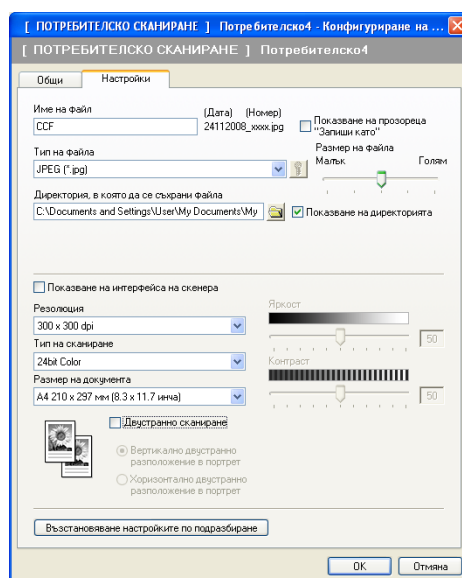 [ ПОТРЕБИТЕЛСКО СКАНИРАНЕ ] Потребителско4 - Конфигуриране на ...
[ ПОТРЕБИТЕЛСКО СКАНИРАНЕ ] Потребителско4
Общи Настройки
Име на файл (Дата) (Номер)
CCF 24112008_xxxx.jpg Показване на прозореца
"Запиши като"
Тип на файла Размер на файла
JPEG (*.jpg) Малък Голям
Директория, в която да се съхрани файла
C:\Documents and Settings\User\My Documents\My Показване на директорията
Показване на интерфейса на скенера
Резолюция Яркост
300 x 300 dpi 50
Тип на сканиране
24bit Color Контраст
Размер на документа
A4 210 x 297 мм (8.3 x 11.7 инча) 50
Двустранно сканиране
Вертикално двустранно
разположение в портрет
Хоризонтално двустранно
разположение в портрет
Възстановяване настройките по подразбиране
OK Отмяна